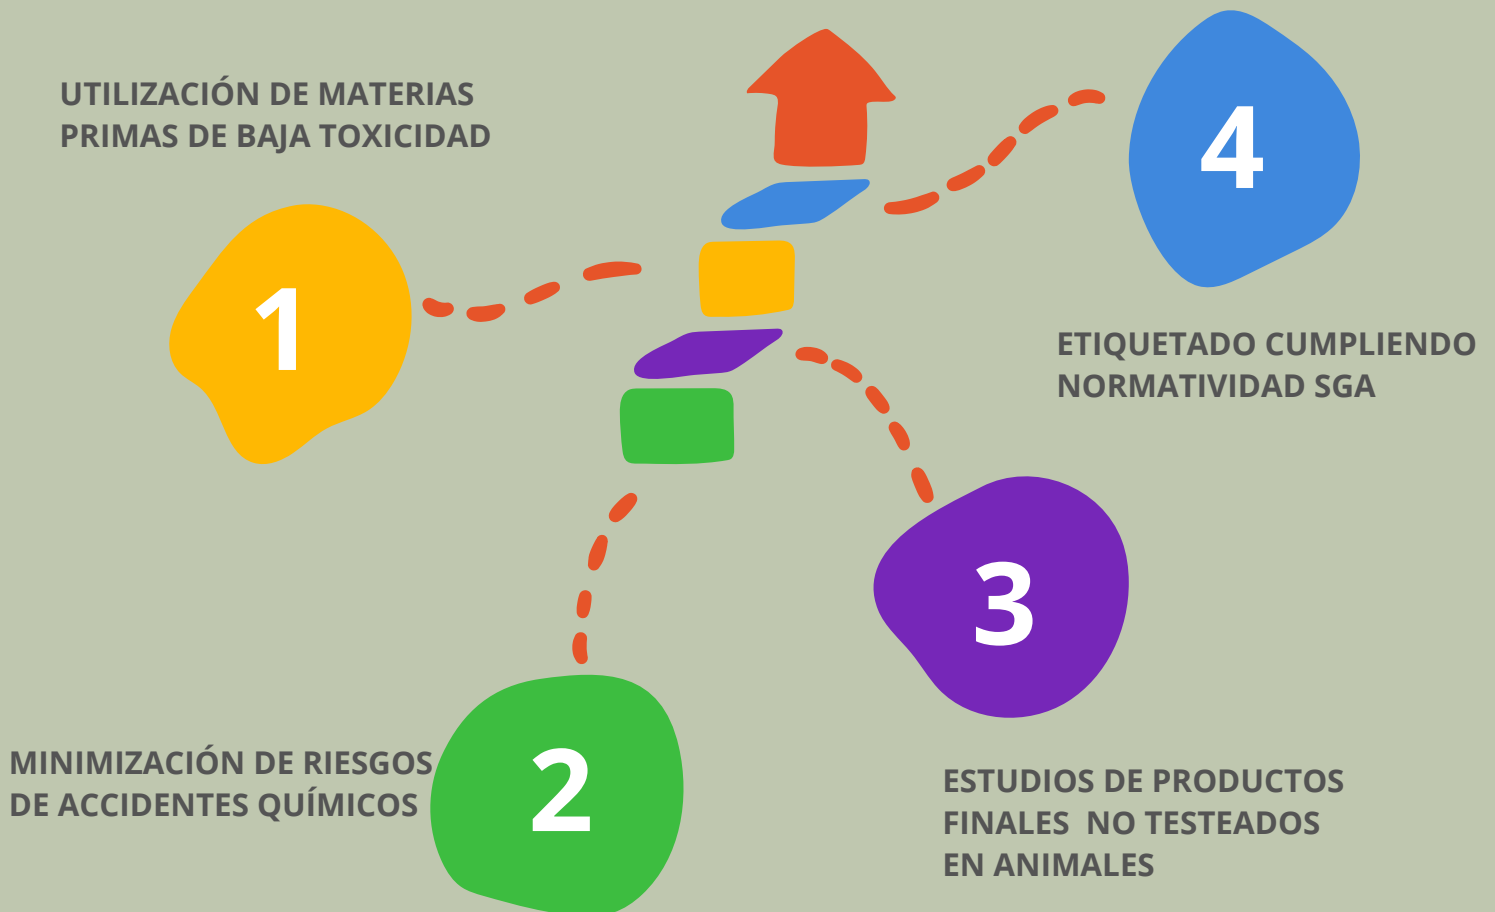 UTILIZACIÓN DE MATERIAS
PRIMAS DE BAJA TOXICIDAD
1
2
MINIMIZACIÓN DE RIESGOS
DE ACCIDENTES QUÍMICOS
3
ESTUDIOS DE PRODUCTOS
FINALES  NO TESTEADOS
EN ANIMALES
4
ETIQUETADO CUMPLIENDO
NORMATIVIDAD SGA